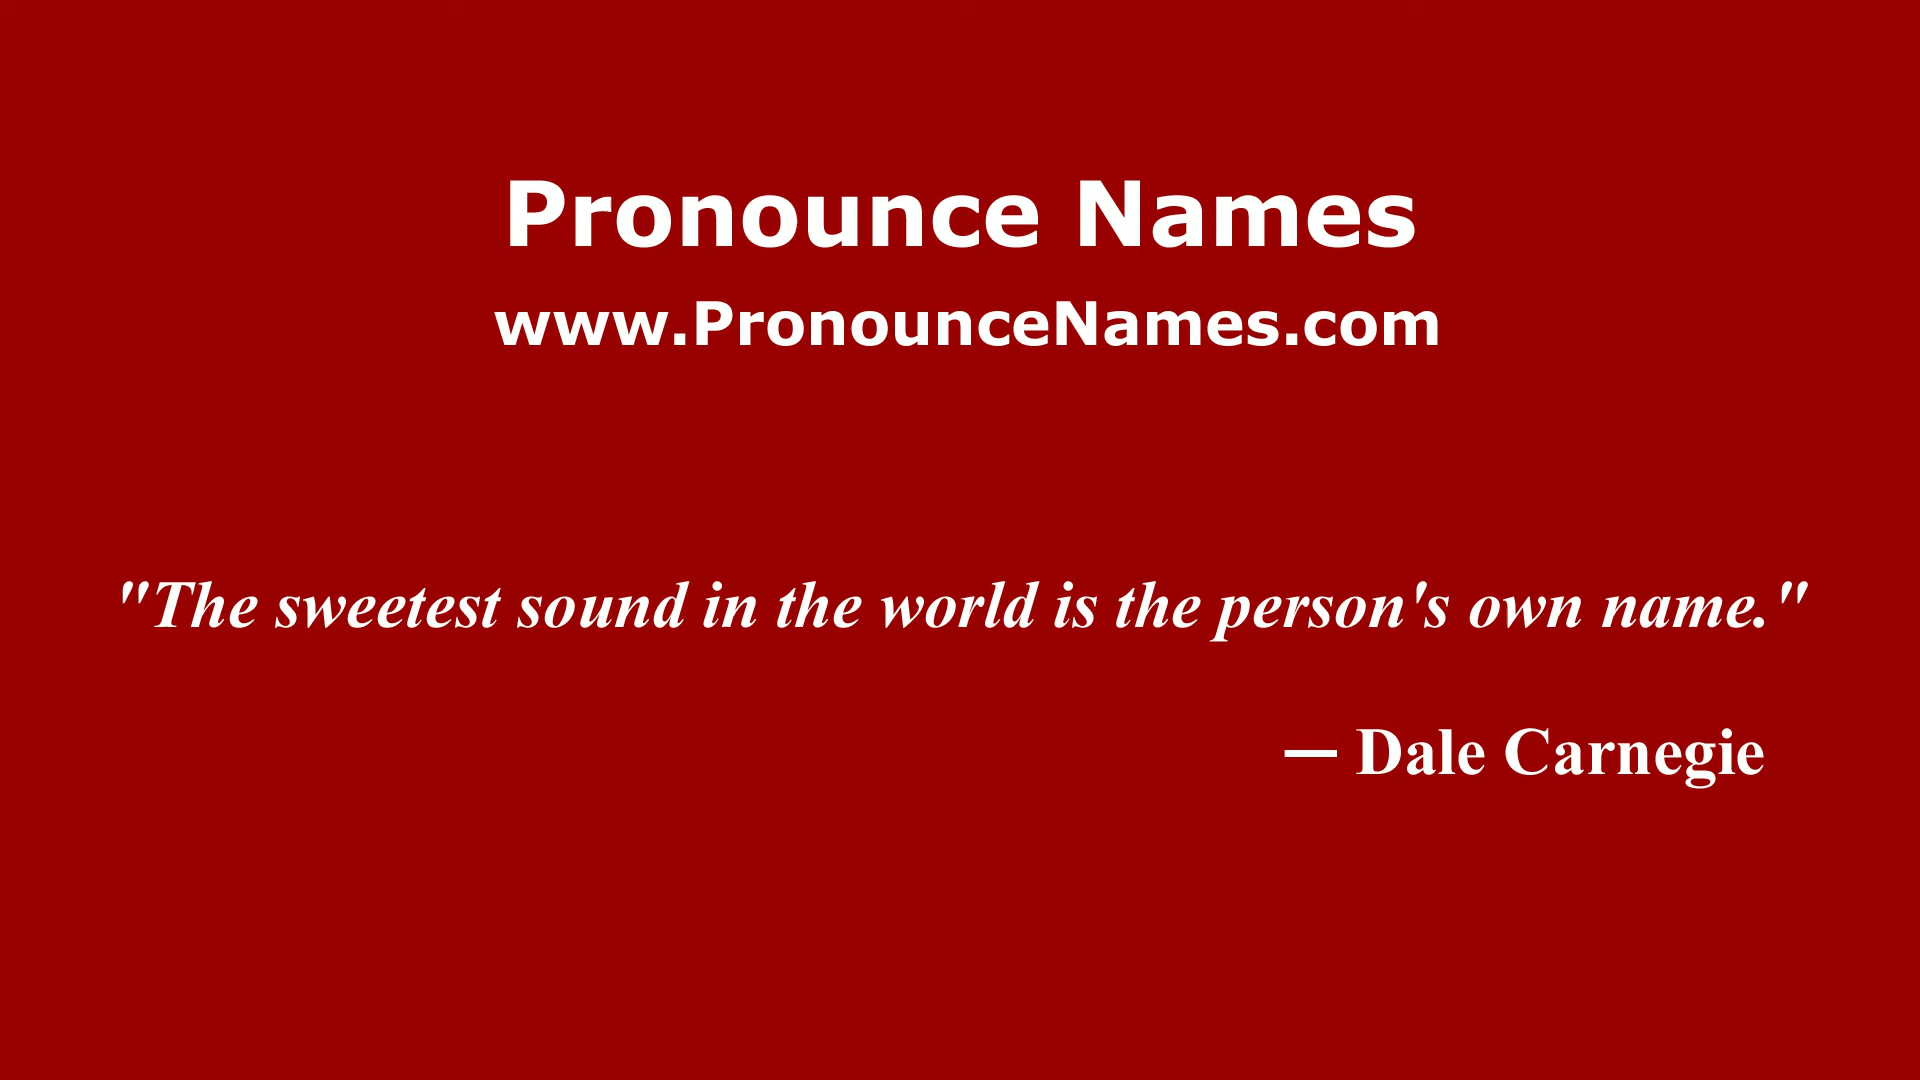 Pronounce Names
www.PronounceNames.com
"The sweetest sound in the world is the person's own name."
— Dale Carnegie